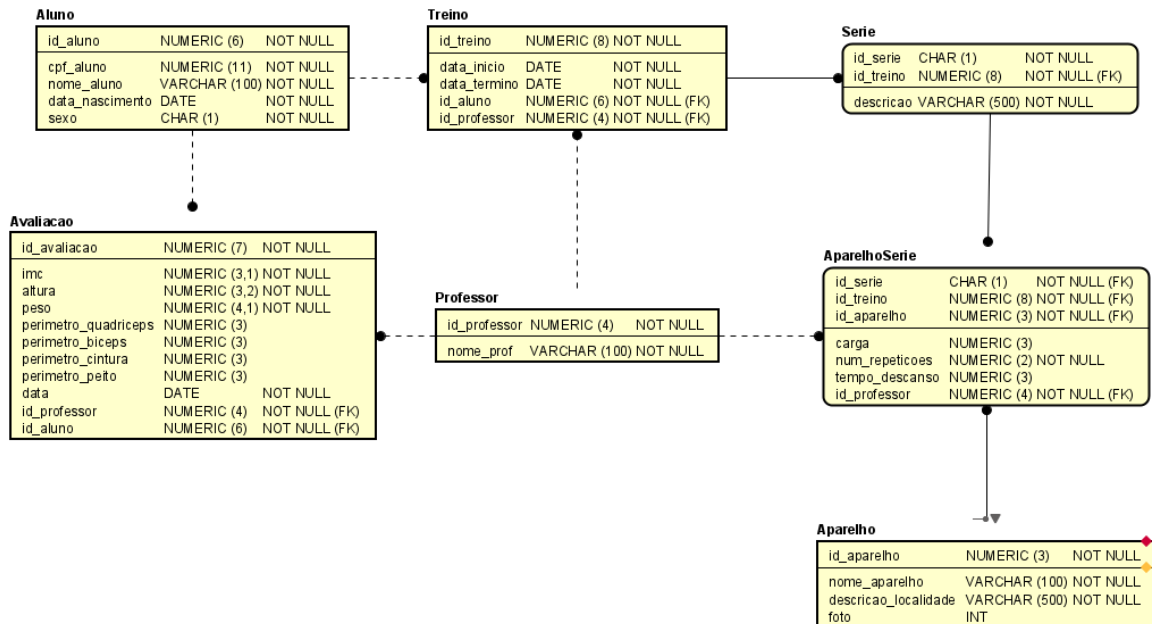 Aluno
id_aluno NUMERIC (6) NOT NULL
cpf_aluno NUMERIC (11) NOT NULL
nome_aluno VARCHAR (100) NOT NULL
data_nascimento DATE NOT NULL
sexo CHAR (1) NOT NULL
Treino
id_treino NUMERIC (8) NOT NULL
data_inicio DATE NOT NULL
data_termino DATE NOT NULL
id_aluno NUMERIC (6) NOT NULL (FK)
id_professor NUMERIC (4) NOT NULL (FK)
Serie
id_serie CHAR (1) NOT NULL
id_treino NUMERIC (8) NOT NULL (FK)
descricao VARCHAR (500) NOT NULL
Avaliacao
id_avaliacao NUMERIC (7) NOT NULL
imc NUMERIC (3,1) NOT NULL
altura NUMERIC (3,2) NOT NULL
peso NUMERIC (4,1) NOT NULL
perimetro_quadriceps NUMERIC (3)
perimetro_biceps NUMERIC (3)
perimetro_cintura NUMERIC (3)
perimetro_peito NUMERIC (3)
data DATE NOT NULL
id_professor NUMERIC (4) NOT NULL (FK)
id_aluno NUMERIC (6) NOT NULL (FK)
Professor
id_professor NUMERIC (4) NOT NULL
nome_prof VARCHAR (100) NOT NULL
AparelhoSerie
id_serie CHAR (1) NOT NULL (FK)
id_treino NUMERIC (8) NOT NULL (FK)
id_aparelho NUMERIC (3) NOT NULL (FK)
carga NUMERIC (3)
num_repeticoes NUMERIC (2) NOT NULL
tempo_descanso NUMERIC (3)
id_professor NUMERIC (4) NOT NULL (FK)
Aparelho
id_aparelho NUMERIC (3) NOT NULL
nome_aparelho VARCHAR (100) NOT NULL
descricao_localidade VARCHAR (500) NOT NULL
foto INT